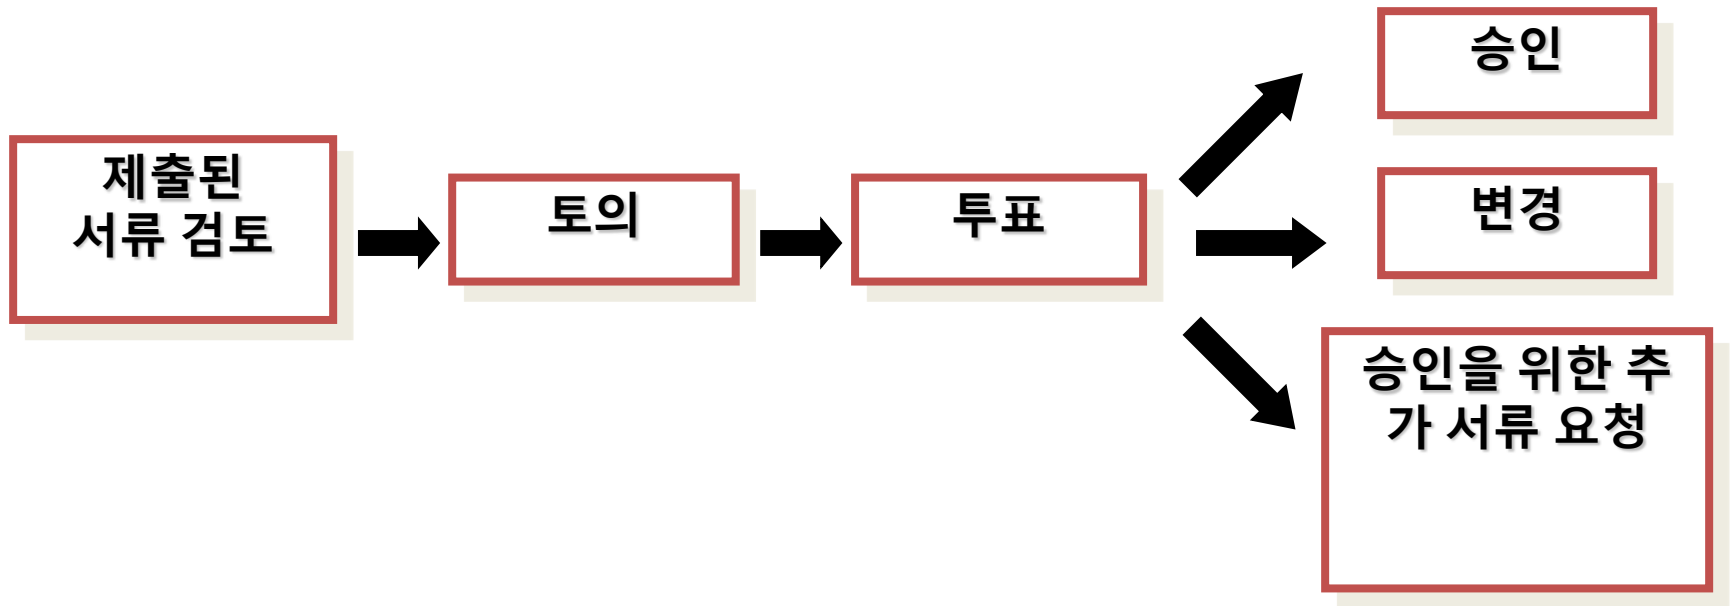 제출된
서류 검토
토의
투표
승인
변경
승인을 위한 추
가 서류 요청